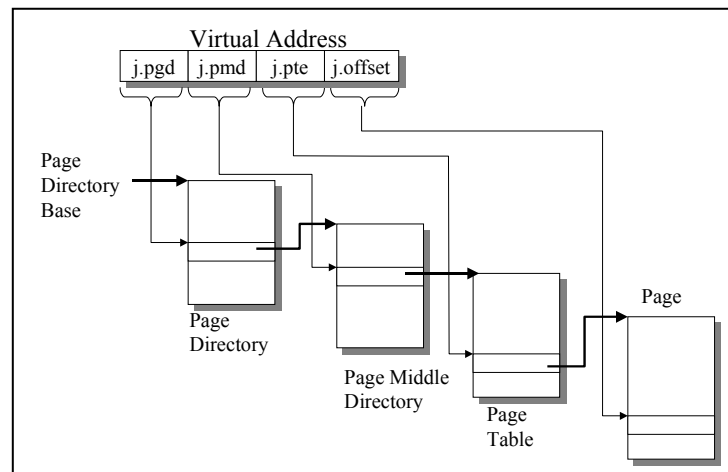 Virtual Address
j.pgd j.pmd j.pte j.offset
Page
Directory
Base
Page
Directory
Page Middle
Directory
Page
Table
Page